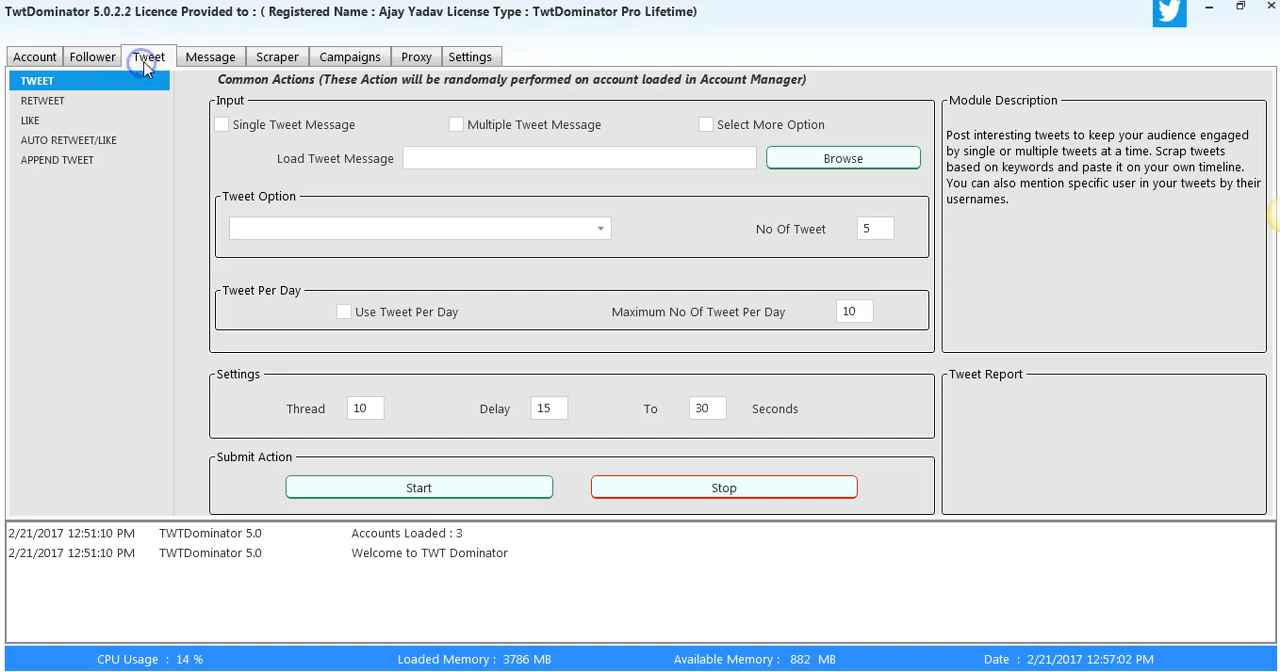 TwtDominator 5.0.2.2 Licence Provided to : ( Registered Name : Ajay Yadav License Type : TwtDominator Pro Lifetime)
Account Follower Tweet Message Scraper Campaigns Proxy Settings
TWEET
RETWEET
LIKE
AUTO RETWEET/LIKE
APPEND TWEET
Common Actions (These Action will be randomaly performed on account loaded in Account Manager)
Input
Single Tweet Message Multiple Tweet Message Select More Option
Load Tweet Message Browse
Tweet Option
No Of Tweet 5
Tweet Per Day
Use Tweet Per Day Maximum No Of Tweet Per Day 10
Settings
Thread 10 Delay 15 To 30 Seconds
Submit Action
Start Stop
Module Description
Post interesting tweets to keep your audience engaged
by single or multiple tweets at a time. Scrap tweets
based on keywords and paste it on your own timeline.
You can also mention specific user in your tweets by their
usernames.
Tweet Report
2/21/2017 12:51:10 PM TWTDominator 5.0 Accounts Loaded : 3
2/21/2017 12:51:10 PM TWTDominator 5.0 Welcome to TWT Dominator
CPU Usage : 14 % Loaded Memory : 3786 MB Available Memory : 882 MB Date : 2/21/2017 12:57:02 PM